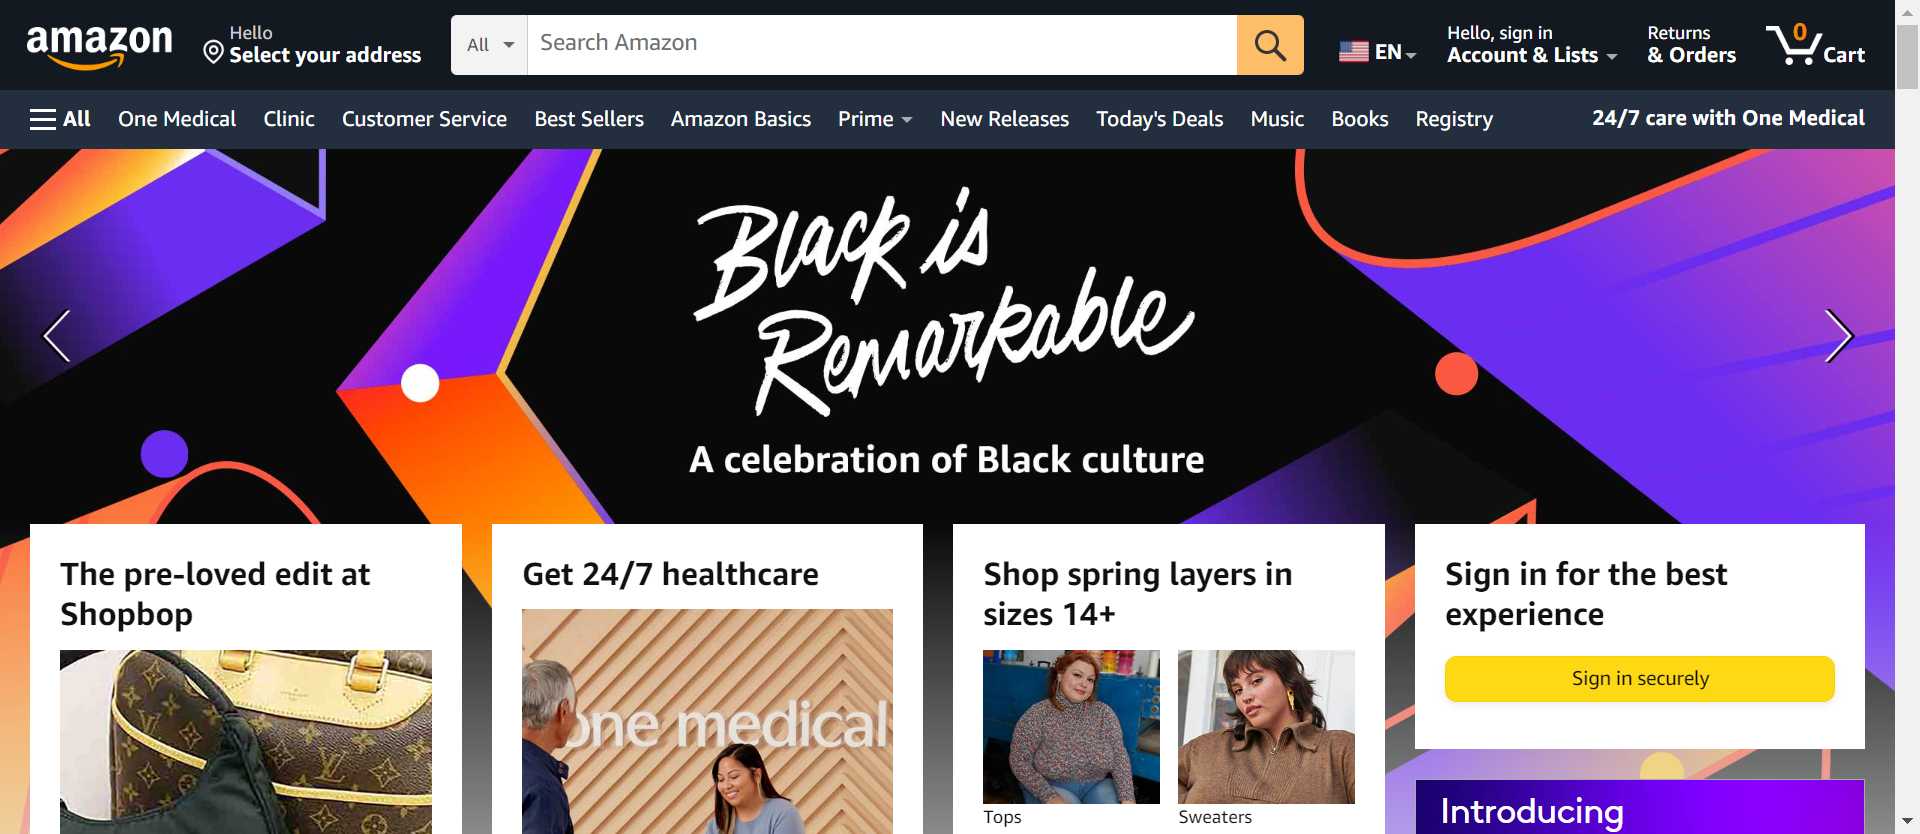 amazon
Hello
Select your address
All
Search Amazon
EN
Hello, sign in
Account & Lists
Returns
& Orders
0
Cart
All
One Medical
Clinic
Customer Service
Best Sellers
Amazon Basics
Prime
New Releases
Today's Deals
Music
Books
Registry
24/7 care with One Medical
Black is
Remarkable
A celebration of Black culture
The pre-loved edit at
Shopbop
Get 24/7 healthcare
one medical
Shop spring layers in
sizes 14+
Tops
Sweaters
Sign in for the best
experience
Sign in securely
Introducing